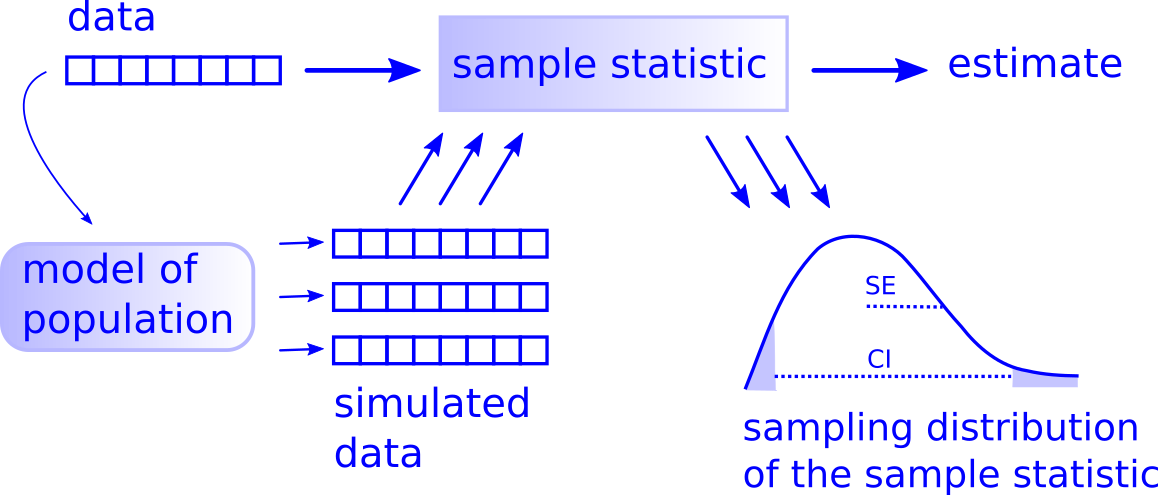 data
sample statistic
estimate
model of
population
simulated
data
SE
CI
sampling distribution
of the sample statistic